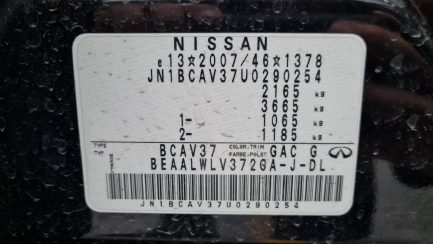 NISSAN
e13☆2007/46☆1378
JN1BCAV37U0290254
2165 kg
3665 kg
1- 1065 kg
2- 1185 kg
TYPE TYP BCAV37 COLOR.TRIM FARBE.POLST GAC G
BEAALWLV372GA-J-DL
JN1BCAV37U0290254